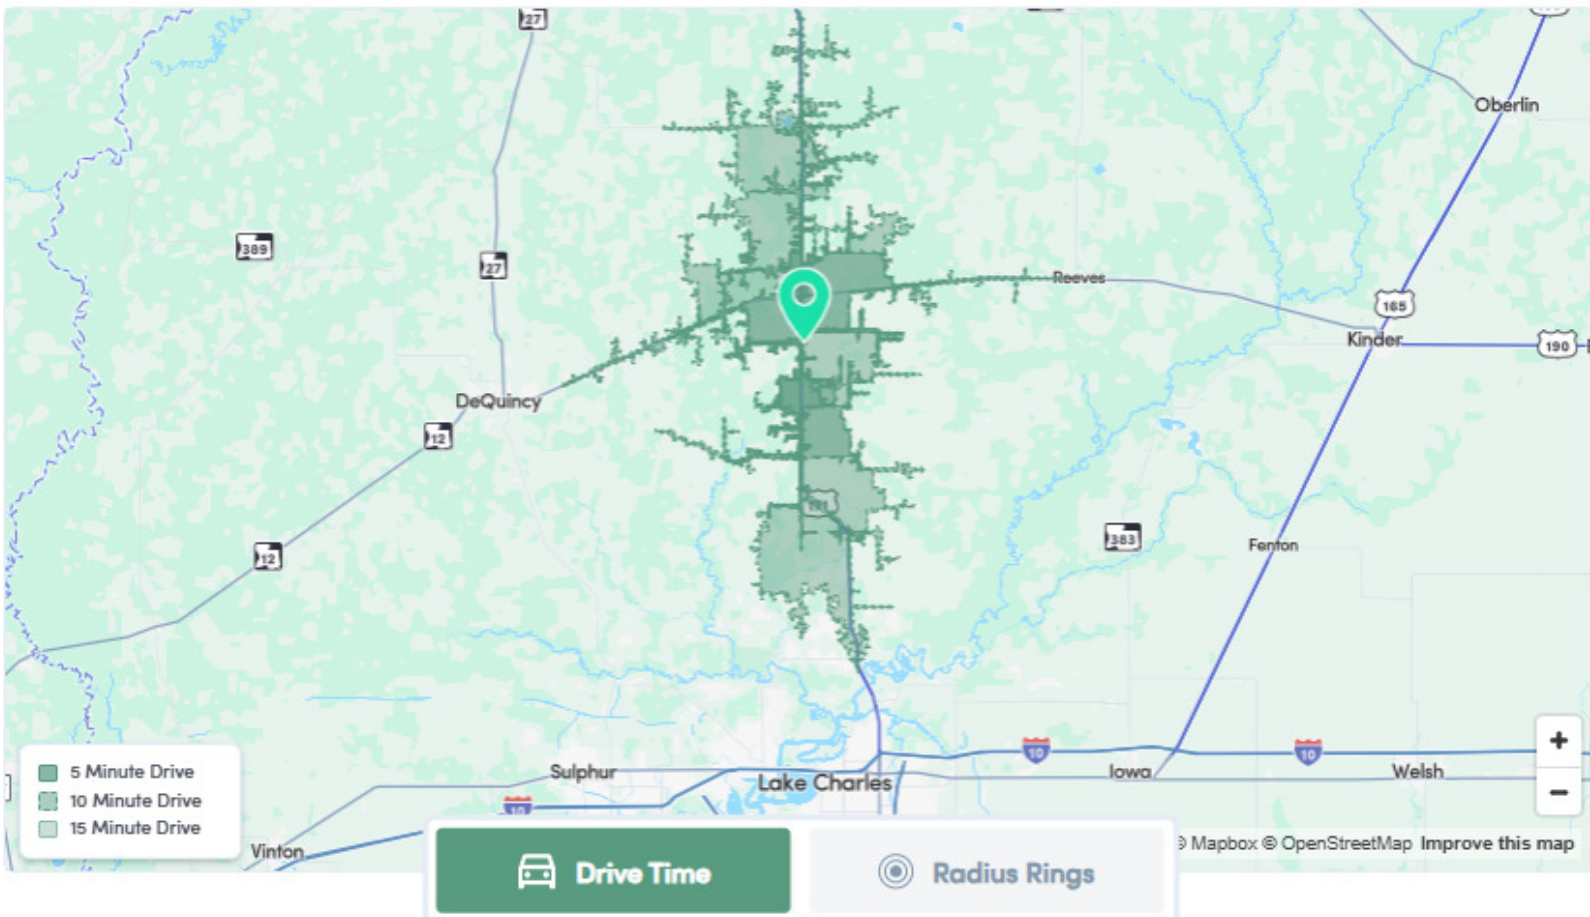 27
Oberlin
389
27
Reeves
165
Kinder
190
DeQuincy
12
171
12
383
Fenton
10
10
Sulphur
Lake Charles
Iowa
Welsh
10
Vinton
5 Minute Drive
10 Minute Drive
15 Minute Drive
+
−
© Mapbox © OpenStreetMap Improve this map
Drive Time
Radius Rings